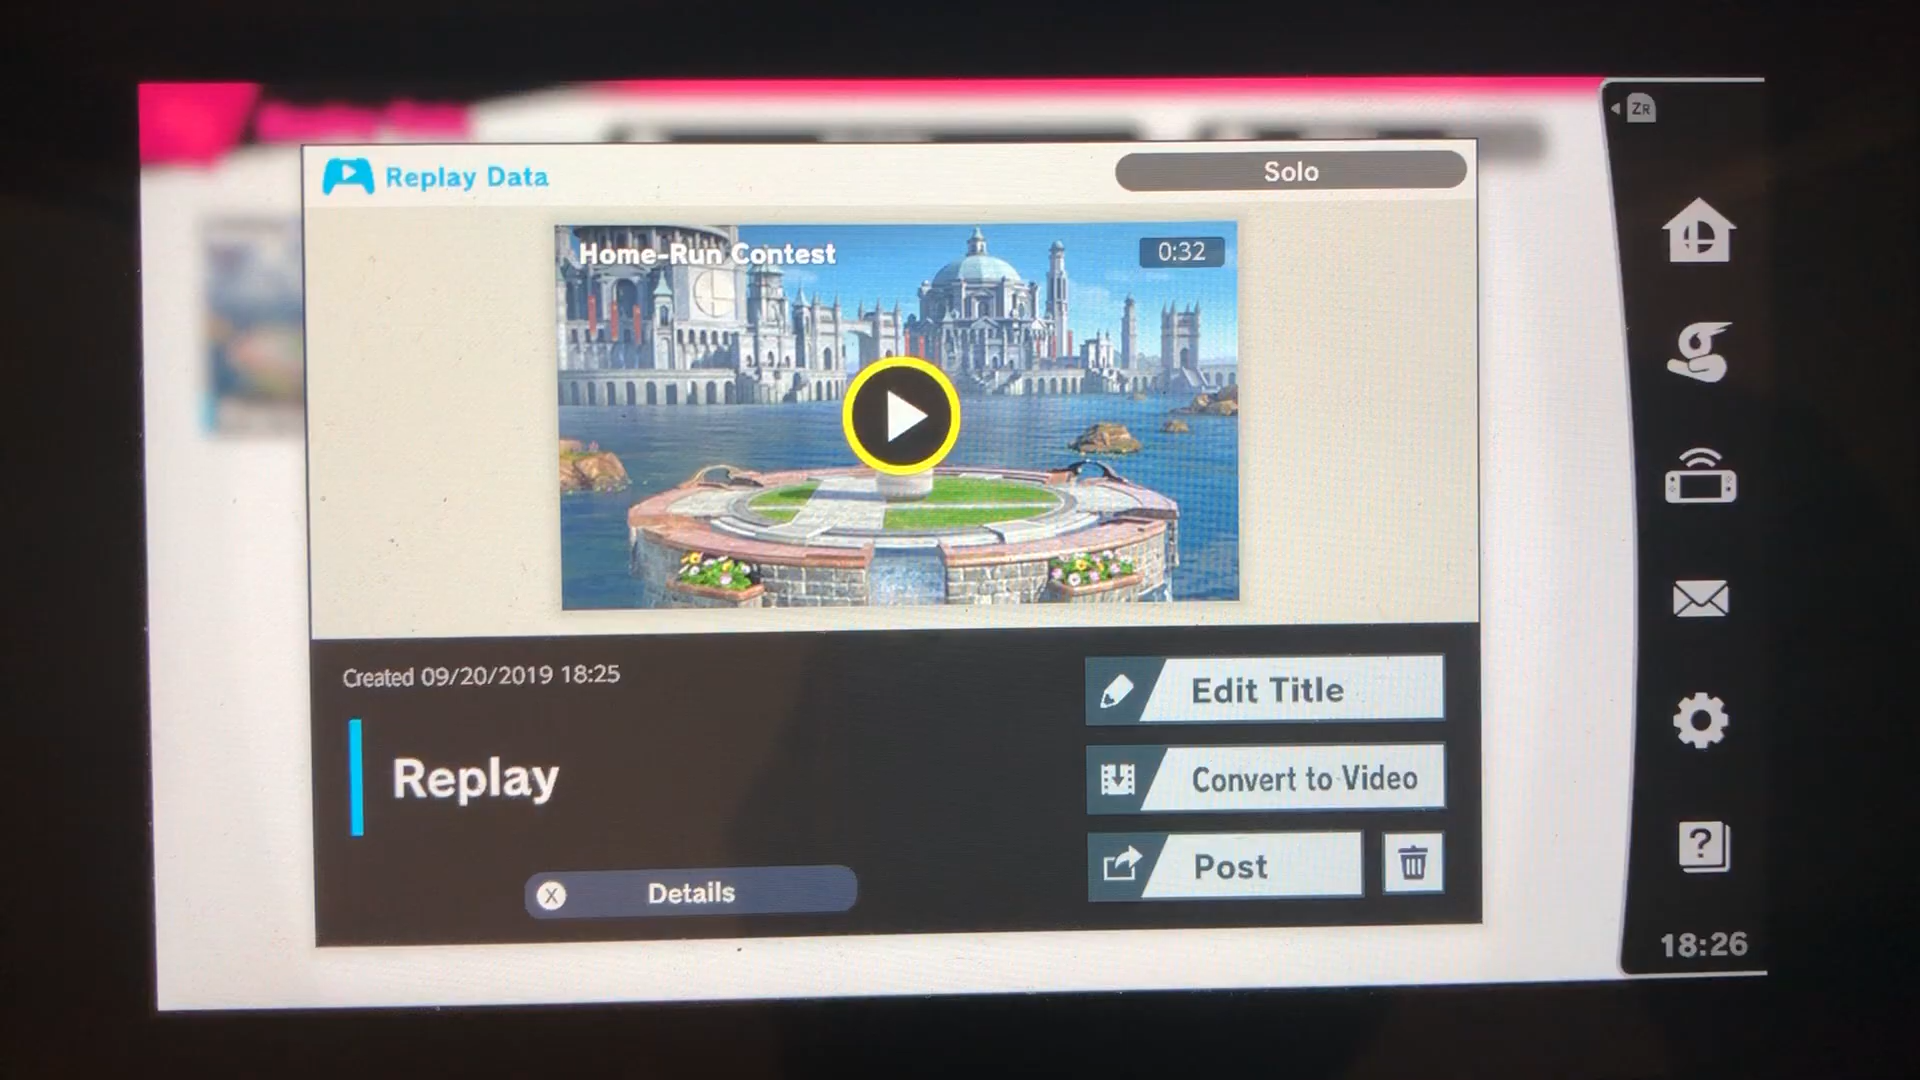 ZR
Replay Data
Solo
Home-Run Contest
0:32
Created 09/20/2019 18:25
Edit Title
Replay
Convert to Video
Post
X Details
?
18:26